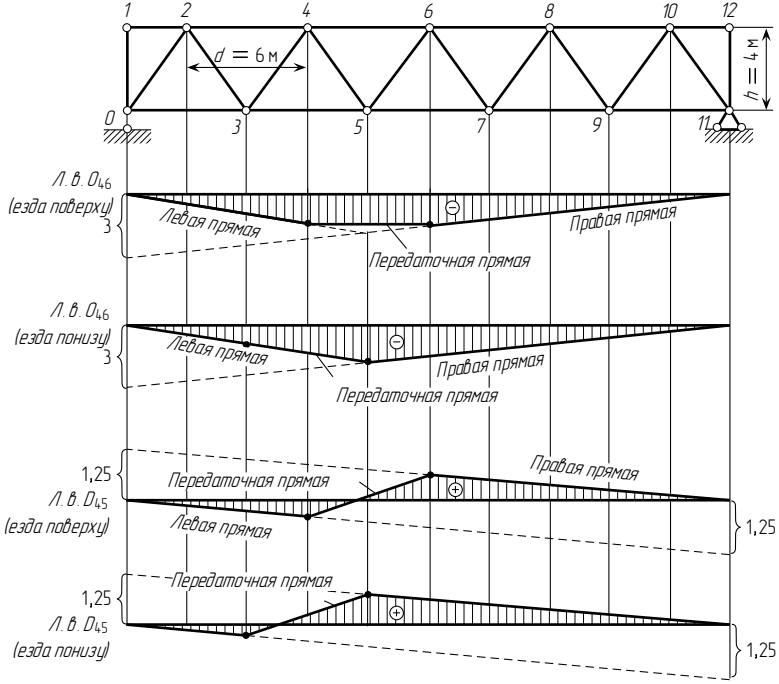 1 2 4 6 8 10 12
d = 6 м
h = 4 м
0 3 5 7 9 11
Л. в. O46
(езда поверху)
3
Левая прямая
−
Правая прямая
Передаточная прямая
Л. в. O46
(езда понизу)
3
Левая прямая
−
Правая прямая
Передаточная прямая
1,25
Передаточная прямая
Правая прямая
+
Л. в. D45
(езда поверху)
Левая прямая
1,25
1,25
Передаточная прямая
+
Л. в. D45
(езда понизу)
1,25